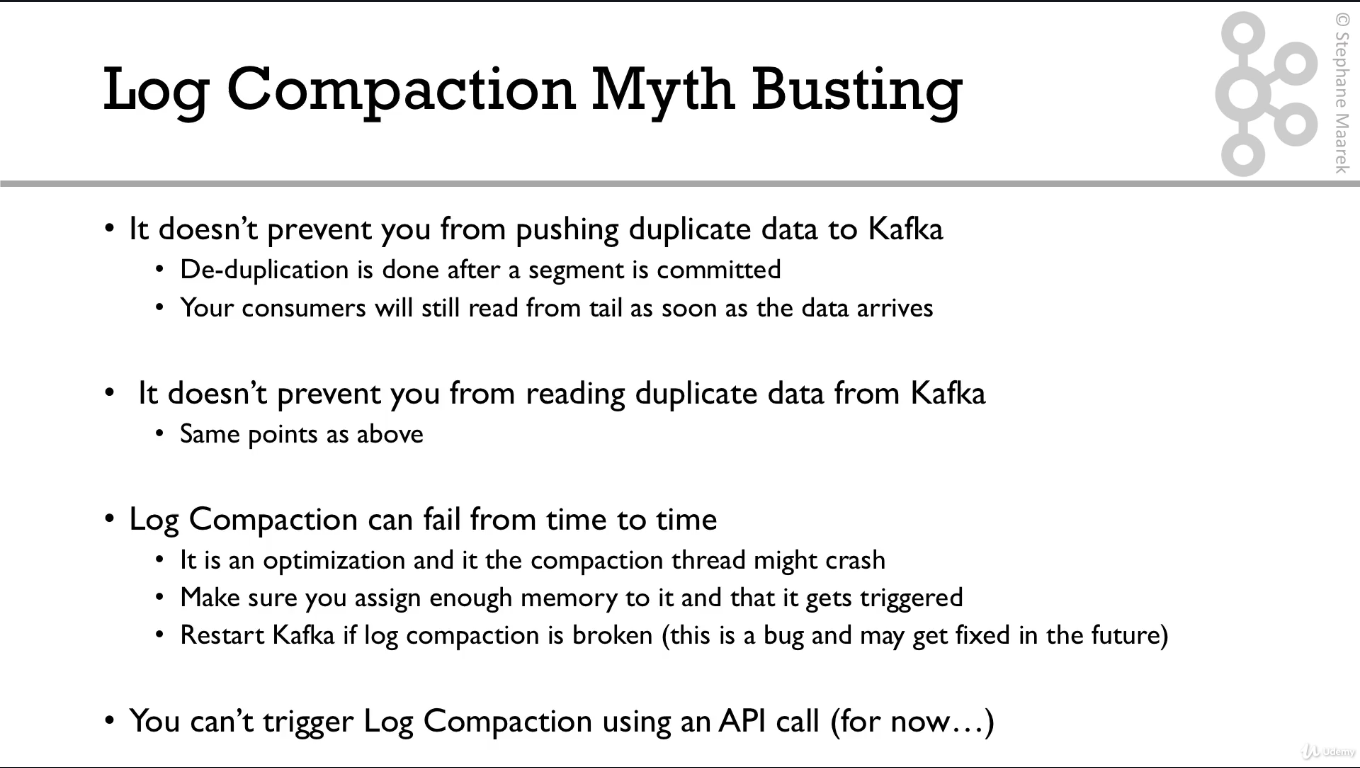 Log Compaction Myth Busting
© Stephane Maarek
• It doesn't prevent you from pushing duplicate data to Kafka
• De-duplication is done after a segment is committed
• Your consumers will still read from tail as soon as the data arrives
• It doesn't prevent you from reading duplicate data from Kafka
• Same points as above
• Log Compaction can fail from time to time
• It is an optimization and it the compaction thread might crash
• Make sure you assign enough memory to it and that it gets triggered
• Restart Kafka if log compaction is broken (this is a bug and may get fixed in the future)
• You can't trigger Log Compaction using an API call (for now…)
Udemy